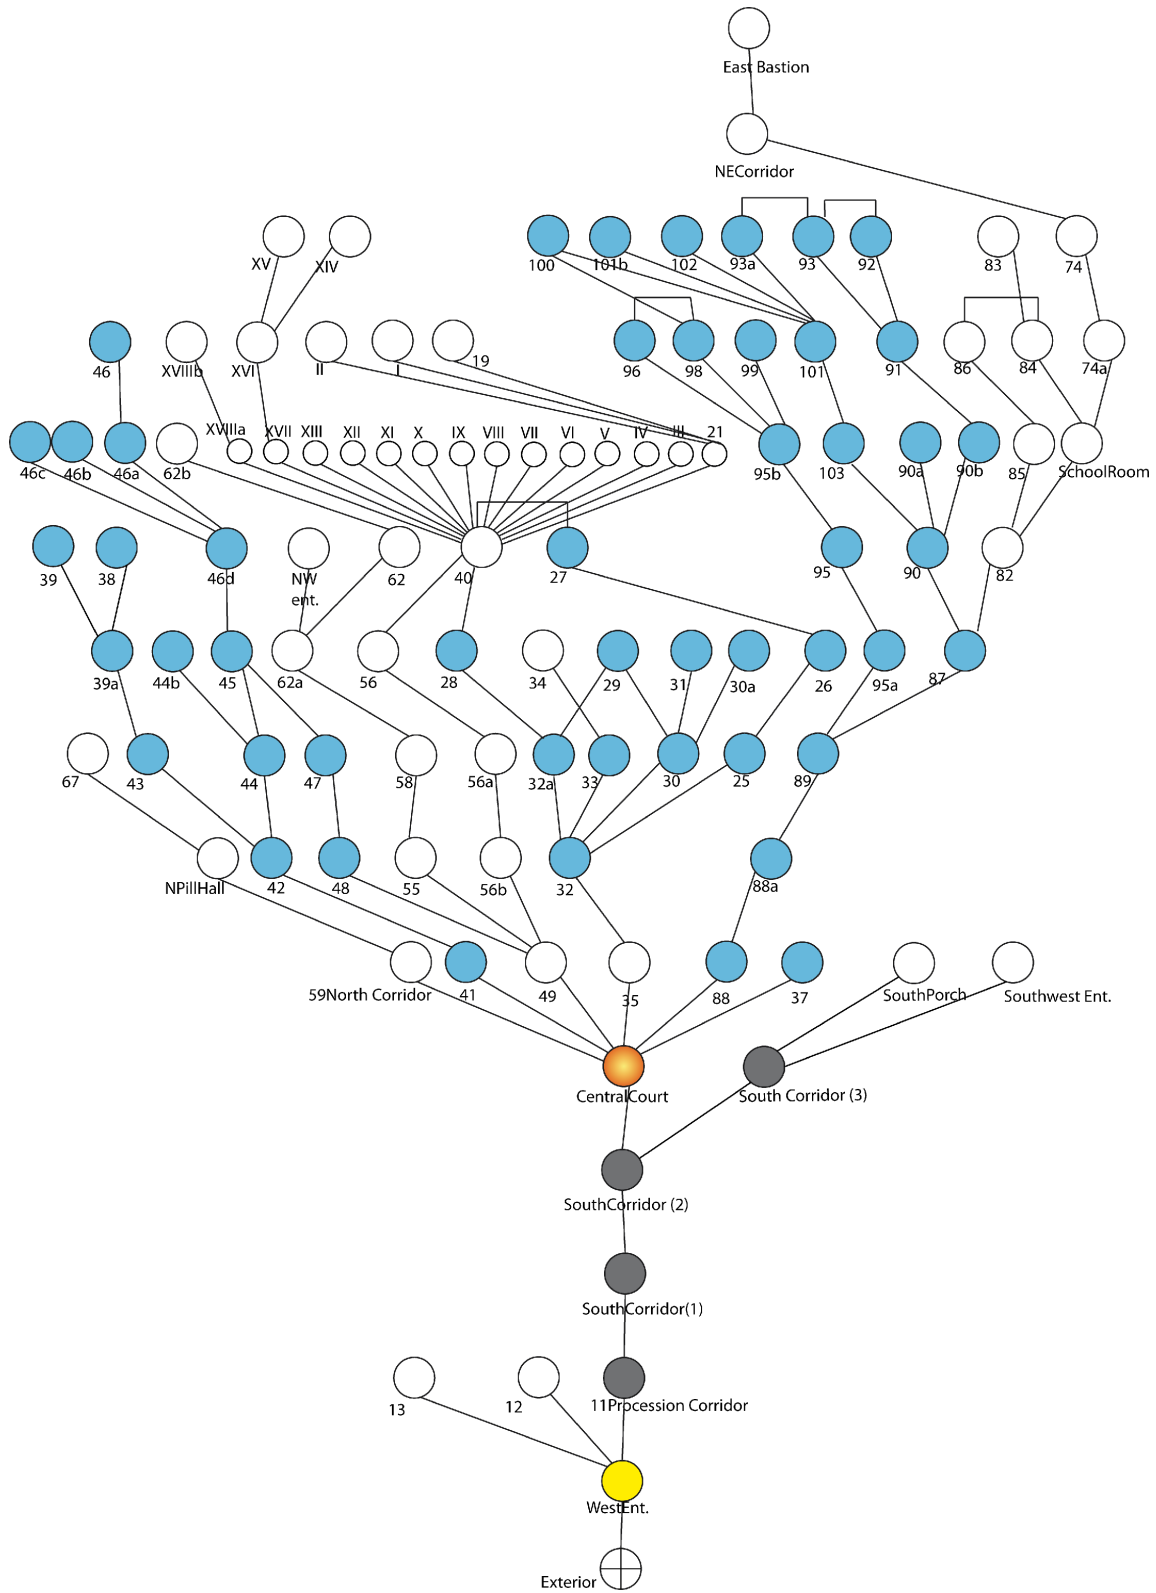 East Bastion
NECorridor
XV
XIV
100
101b
102
93a
93
92
83
74
46
XVIIIb
XVI
II
I
19
96
98
99
101
91
86
84
74a
46c
46b
46a
62b
XVIIIa
XVII
XIII
XII
XI
X
IX
VIII
VII
VI
V
IV
III
21
95b
103
90a
90b
85
SchoolRoom
39
38
46d
NW
ent.
62
40
27
95
90
82
39a
44b
45
62a
56
28
34
29
31
30a
26
95a
87
67
43
44
47
58
56a
32a
33
30
25
89
NPillHall
42
48
55
56b
32
88a
59North Corridor
41
49
35
88
37
SouthPorch
Southwest Ent.
CentralCourt
South Corridor (3)
SouthCorridor (2)
SouthCorridor(1)
13
12
11Procession Corridor
WestEnt.
Exterior